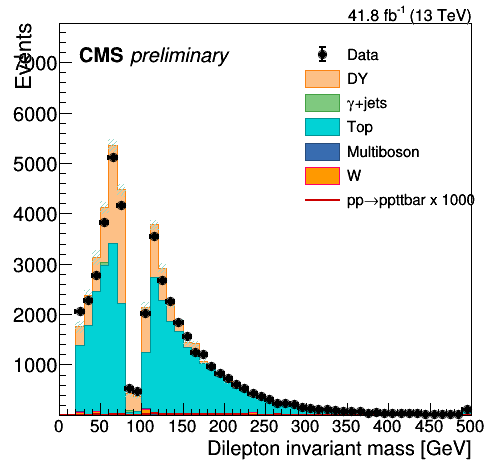 41.8 fb⁻¹ (13 TeV)
Events
CMS preliminary
Data
DY
γ+jets
Top
Multiboson
W
pp→ppttbar x 1000
7000
6000
5000
4000
3000
2000
1000
0 50 100 150 200 250 300 350 400 450 500
Dilepton invariant mass [GeV]